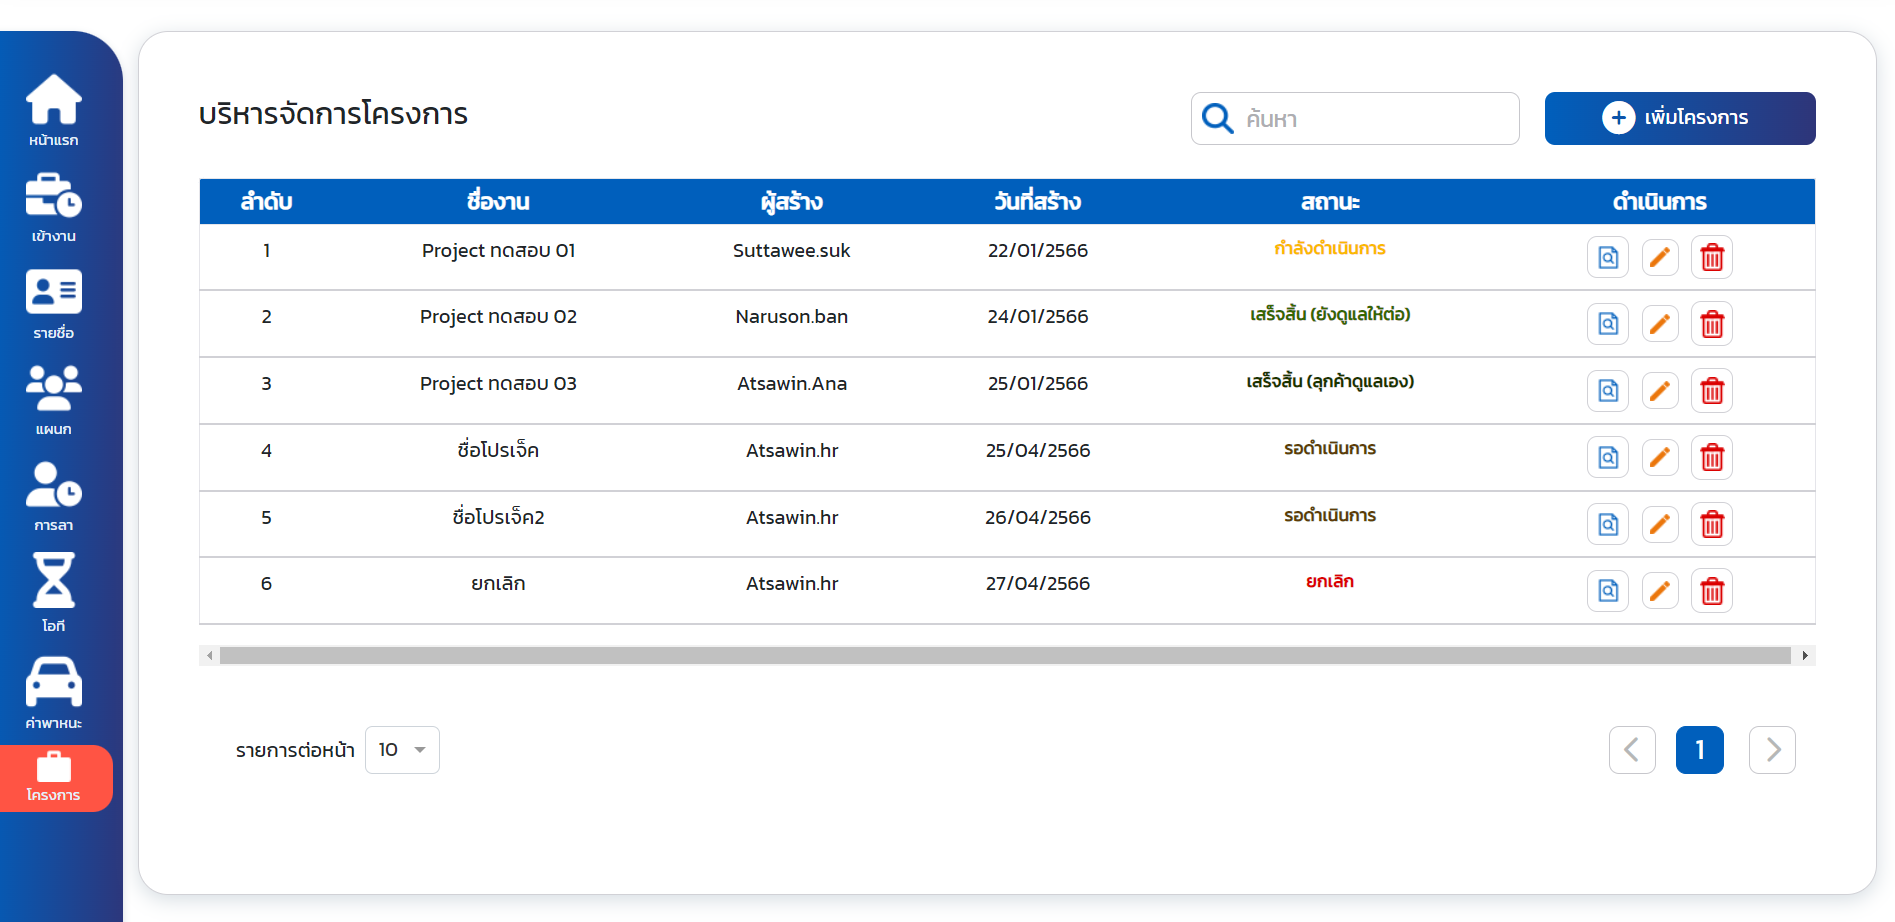 หน้าแรก
เข้างาน
รายชื่อ
แผนก
การลา
โอที
ค่าพาหนะ
โครงการ
บริหารจัดการโครงการ
ค้นหา
เพิ่มโครงการ
ลำดับ ชื่องาน ผู้สร้าง วันที่สร้าง สถานะ ดำเนินการ
1 Project ทดสอบ 01 Suttawee.suk 22/01/2566 กำลังดำเนินการ
2 Project ทดสอบ 02 Naruson.ban 24/01/2566 เสร็จสิ้น (ยังดูแลให้ต่อ)
3 Project ทดสอบ 03 Atsawin.Ana 25/01/2566 เสร็จสิ้น (ลุกค้าดูแลเอง)
4 ชื่อโปรเจ็ค Atsawin.hr 25/04/2566 รอดำเนินการ
5 ชื่อโปรเจ็ค2 Atsawin.hr 26/04/2566 รอดำเนินการ
6 ยกเลิก Atsawin.hr 27/04/2566 ยกเลิก
รายการต่อหน้า 10
1